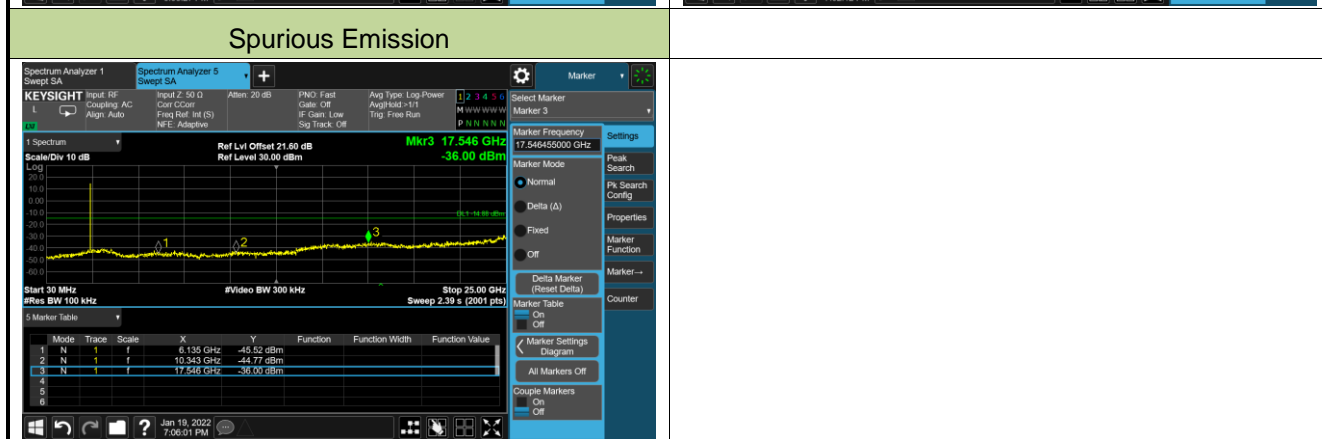 Spurious Emission
Spectrum Analyzer 1
Swept SA
Spectrum Analyzer 5
Swept SA
+
Marker
KEYSIGHT
L
Input: RF
Coupling: AC
Align: Auto
Input Z: 50 Ω
Corr CCorr
Freq Ref: Int (S)
NFE: Adaptive
Atten: 20 dB
PNO: Fast
Gate: Off
IF Gain: Low
Sig Track: Off
Avg Type: Log-Power
Avg|Hold:>1/1
Trig: Free Run
1 2 3 4 5 6
M W W W W W
P N N N N N
Select Marker
Marker 3
1 Spectrum
Scale/Div 10 dB
Log
Ref Lvl Offset 21.60 dB
Ref Level 30.00 dBm
Mkr3 17.546 GHz
-36.00 dBm
20.0
10.0
0.00
-10.0
-20.0
-30.0
-40.0
-50.0
-60.0
1
2
3
Start 30 MHz
#Res BW 100 kHz
#Video BW 300 kHz
Stop 25.00 GHz
Sweep 2.39 s (2001 pts)
Marker Frequency
17.546455000 GHz
Marker Mode
Normal
Delta (Δ)
Fixed
Off
Delta Marker
(Reset Delta)
Marker Table
On
Off
Marker Settings
Diagram
All Markers Off
Couple Markers
On
Off
Settings
Peak
Search
Pk Search
Config
Properties
Marker
Function
Marker→
Counter
5 Marker Table
Mode Trace Scale X Y Function Function Width Function Value
1 N 1 f 6.135 GHz -45.52 dBm
2 N 1 f 10.343 GHz -44.77 dBm
3 N 1 f 17.546 GHz -36.00 dBm
4
5
6
?
Jan 19, 2022
7:06:01 PM